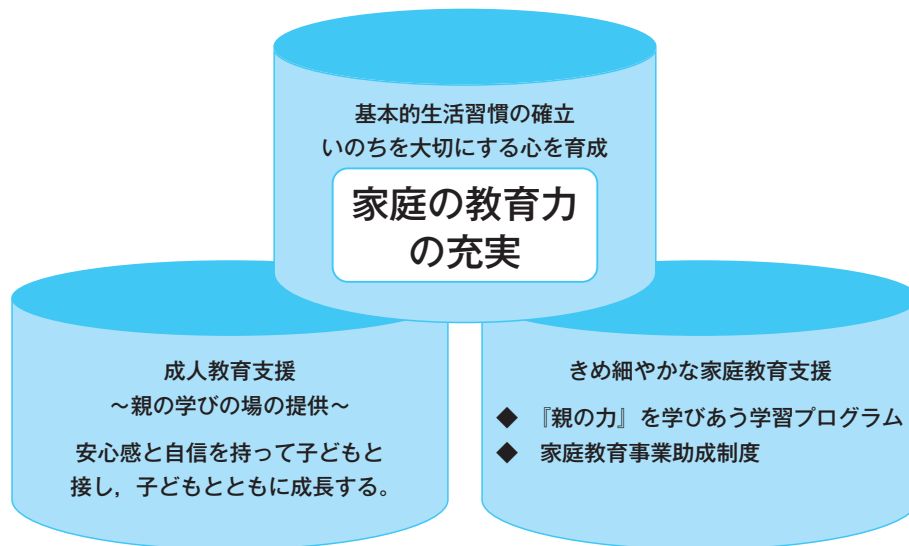 基本的生活習慣の確立
いのちを大切にする心を育成
家庭の教育力
の充実
成人教育支援
～親の学びの場の提供～
安心感と自信を持って子どもと
接し，子どもとともに成長する。
きめ細やかな家庭教育支援
◆ 『親の力』を学びあう学習プログラム
◆ 家庭教育事業助成制度